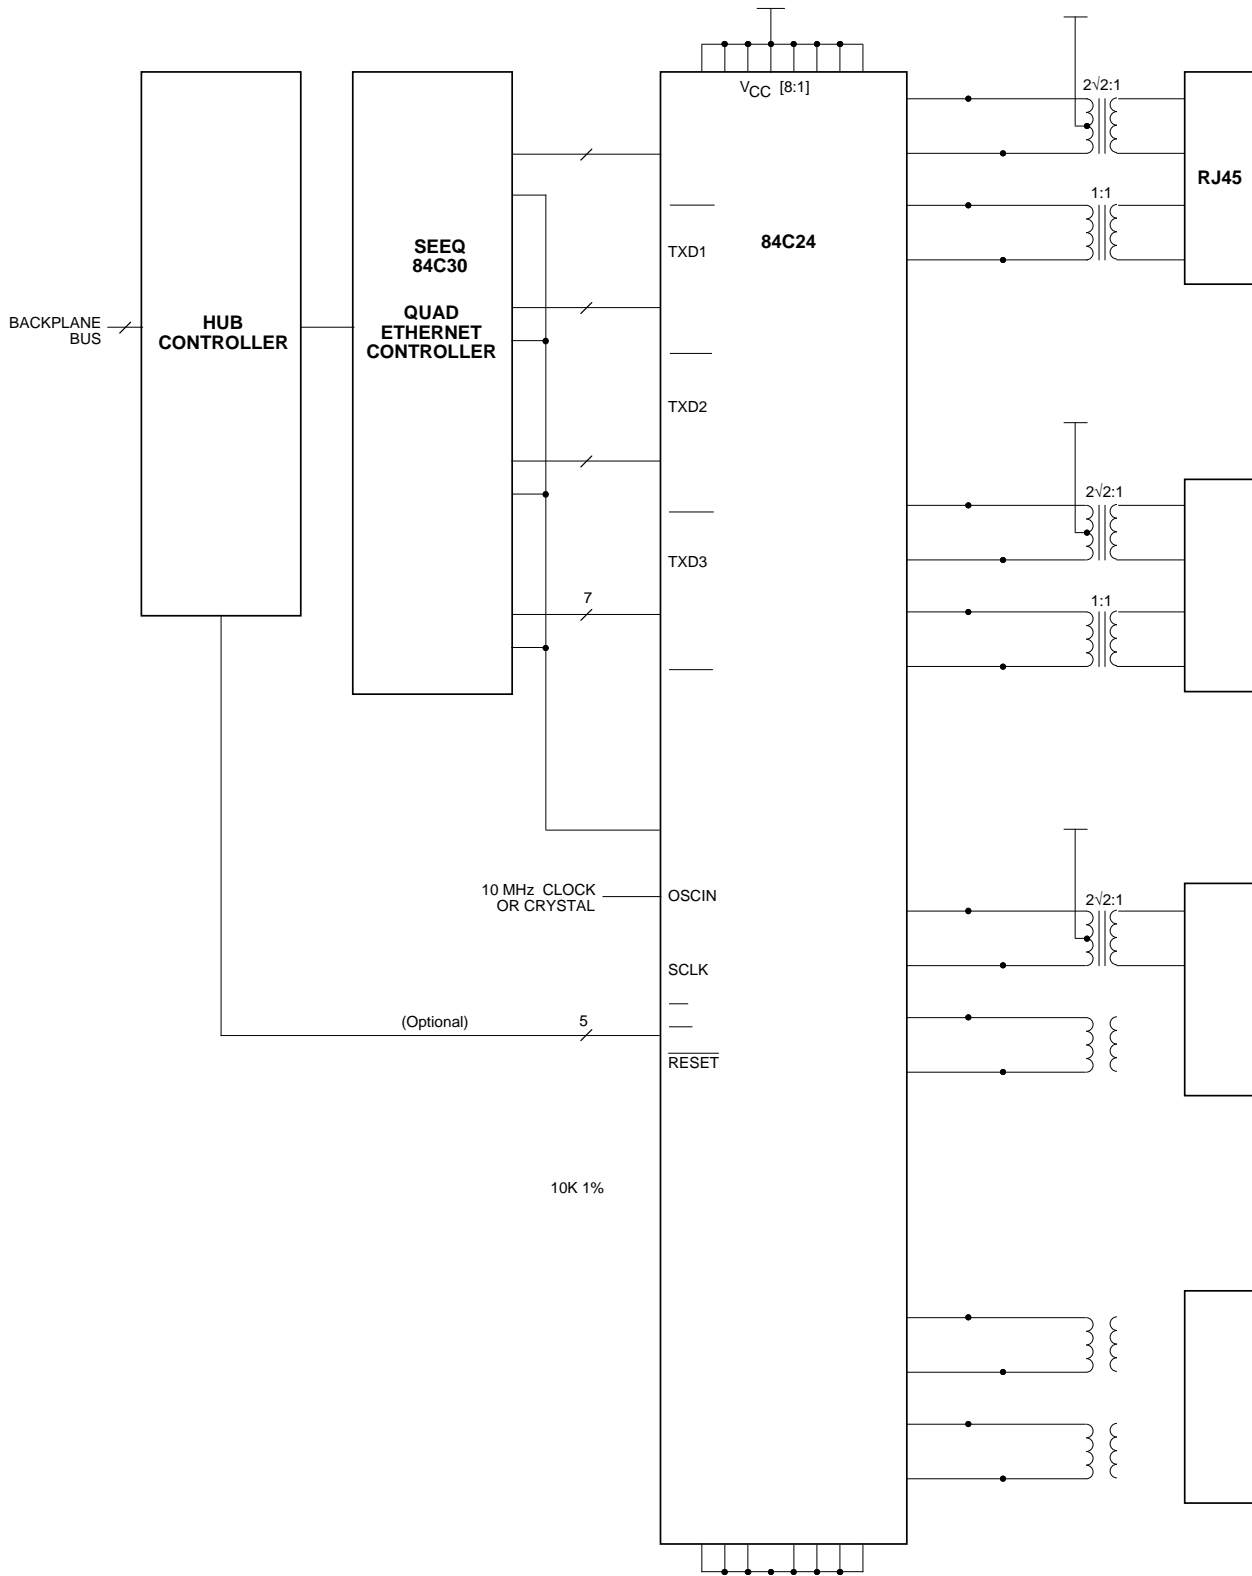 V_CC [8:1]
2√2:1
RJ45
1:1
SEEQ
84C30
QUAD
ETHERNET
CONTROLLER
TXD1
84C24
BACKPLANE
BUS
HUB
CONTROLLER
TXD2
2√2:1
TXD3
7
1:1
10 MHz CLOCK
OR CRYSTAL
OSCIN
2√2:1
SCLK
(Optional)
5
RESET
10K 1%